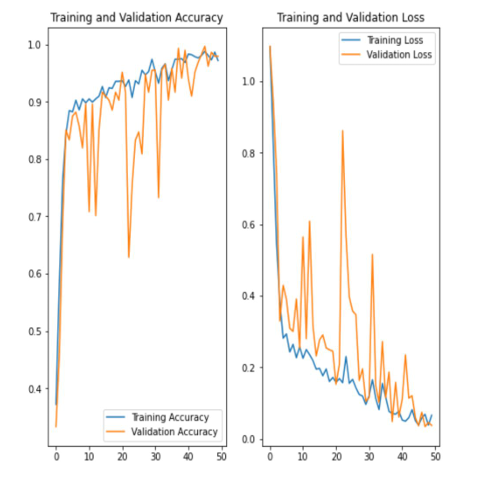 Training and Validation Accuracy
1.0
0.9
0.8
0.7
0.6
0.5
0.4
0 10 20 30 40 50
Training Accuracy
Validation Accuracy
Training and Validation Loss
1.0
0.8
0.6
0.4
0.2
0.0
0 10 20 30 40 50
Training Loss
Validation Loss